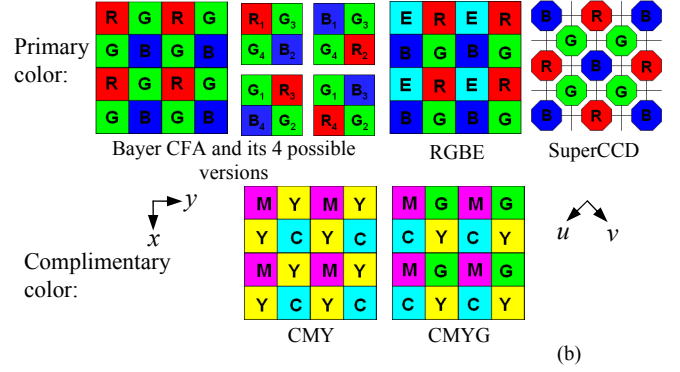 Primary
color:
R G R G
G B G B
R G R G
G B G B
R₁ G₃
G₄ B₂
B₁ G₃
G₄ R₂
G₁ R₃
B₄ G₂
G₁ B₃
R₄ G₂
Bayer CFA and its 4 possible
versions
E R E R
B G B G
E R E R
B G B G
RGBE
B R B
G G
R B R
G G
B R B
SuperCCD
y
x
Complimentary
color:
M Y M Y
Y C Y C
M Y M Y
Y C Y C
CMY
M G M G
C Y C Y
M G M G
C Y C Y
CMYG
u v
(b)